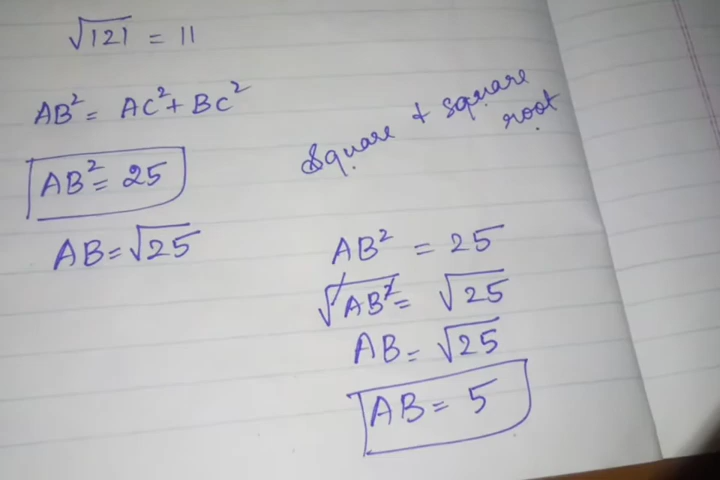 √121 = 11
AB² = AC² + BC²
AB² = 25
AB = √25
Square & square
root
AB² = 25
√AB² = √25
AB = √25
AB = 5